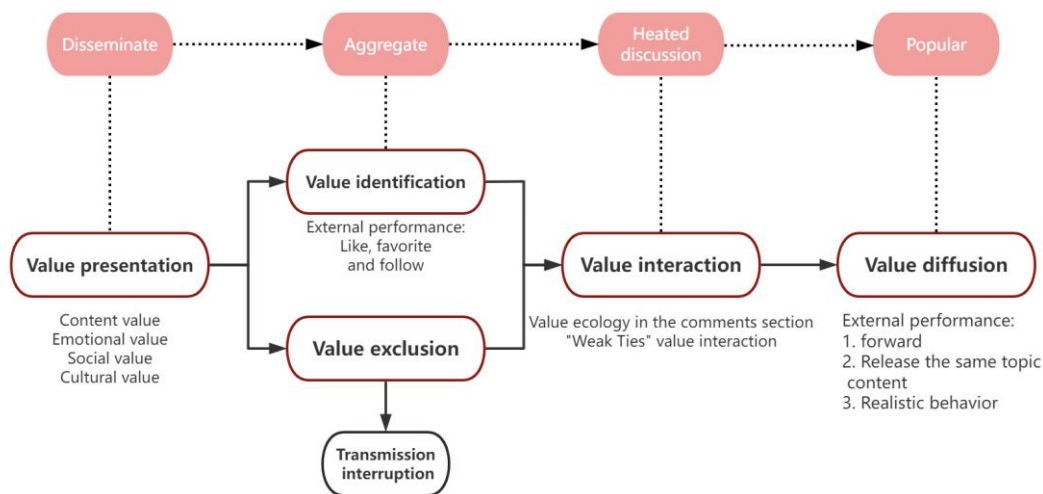 Disseminate
Aggregate
Heated
discussion
Popular
Value identification
External performance:
Like, favorite
and follow
Value presentation
Content value
Emotional value
Social value
Cultural value
Value exclusion
Transmission
interruption
Value interaction
Value ecology in the comments section
"Weak Ties" value interaction
Value diffusion
External performance:
1. forward
2. Release the same topic
content
3. Realistic behavior